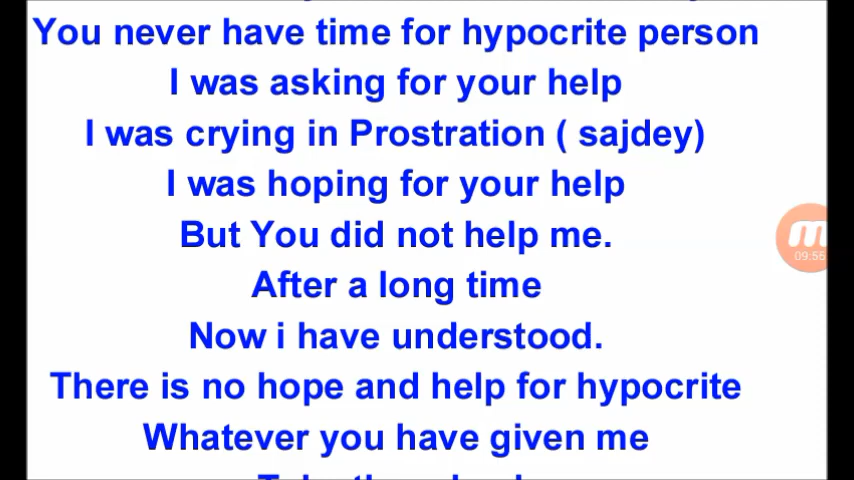 You never have time for hypocrite person
I was asking for your help
I was crying in Prostration ( sajdey)
I was hoping for your help
But You did not help me.
After a long time
Now i have understood.
There is no hope and help for hypocrite
Whatever you have given me
09:56